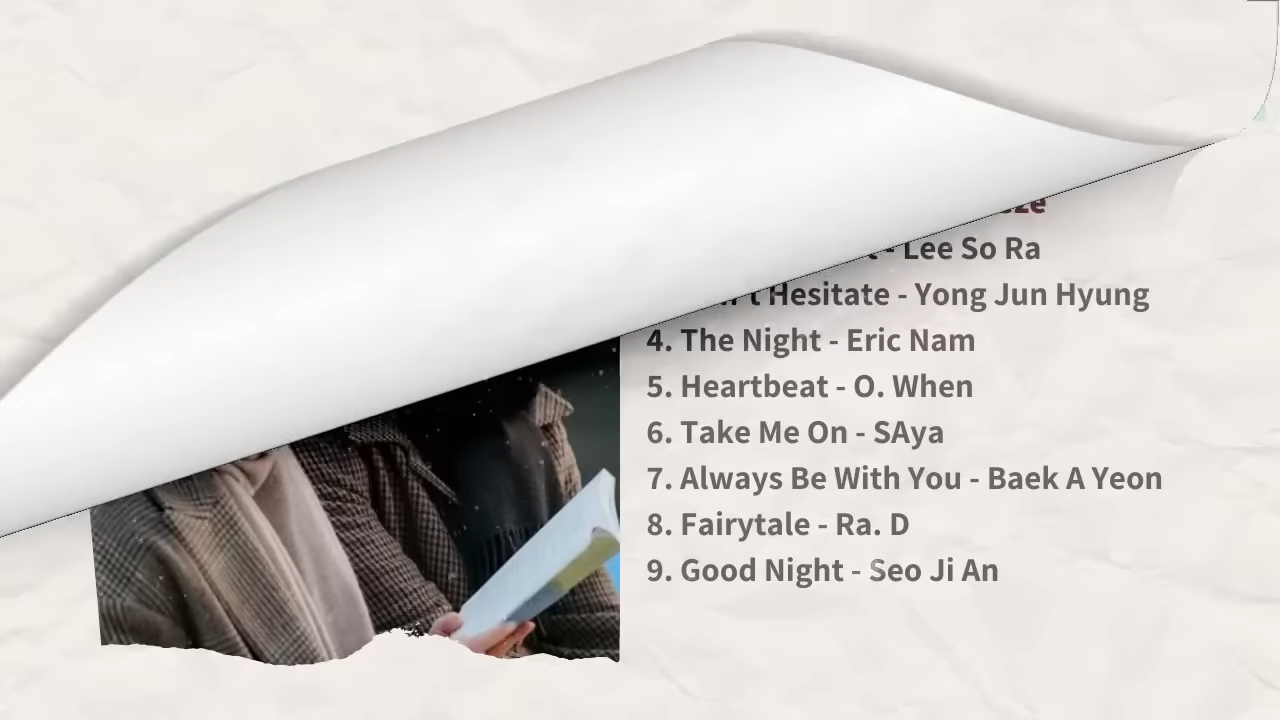 - Lee So Ra
Hesitate - Yong Jun Hyung
4. The Night - Eric Nam
5. Heartbeat - O. When
6. Take Me On - SAya
7. Always Be With You - Baek A Yeon
8. Fairytale - Ra. D
9. Good Night - Seo Ji An